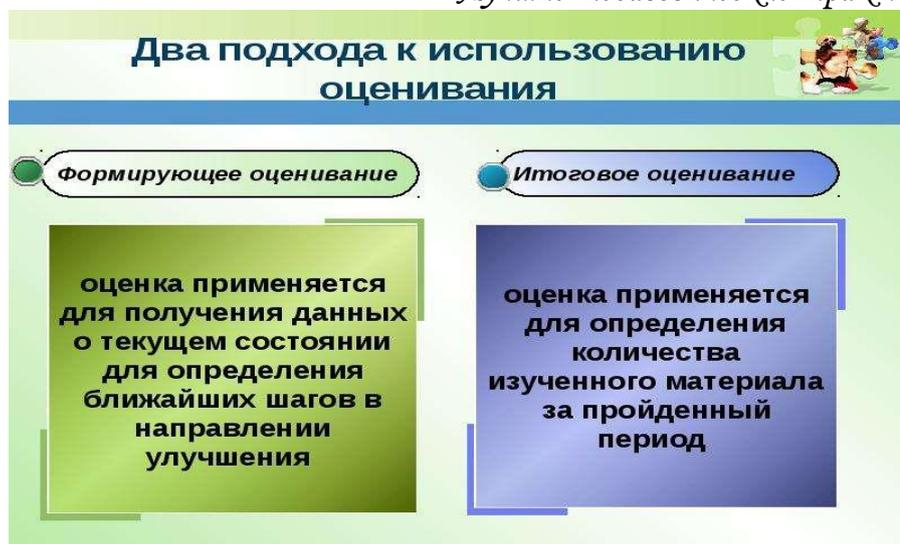 Два подхода к использованию
оценивания
Формирующее оценивание
Итоговое оценивание
оценка применяется
для получения данных
о текущем состоянии
для определения
ближайших шагов в
направлении
улучшения
оценка применяется
для определения
количества
изученного материала
за пройденный
период